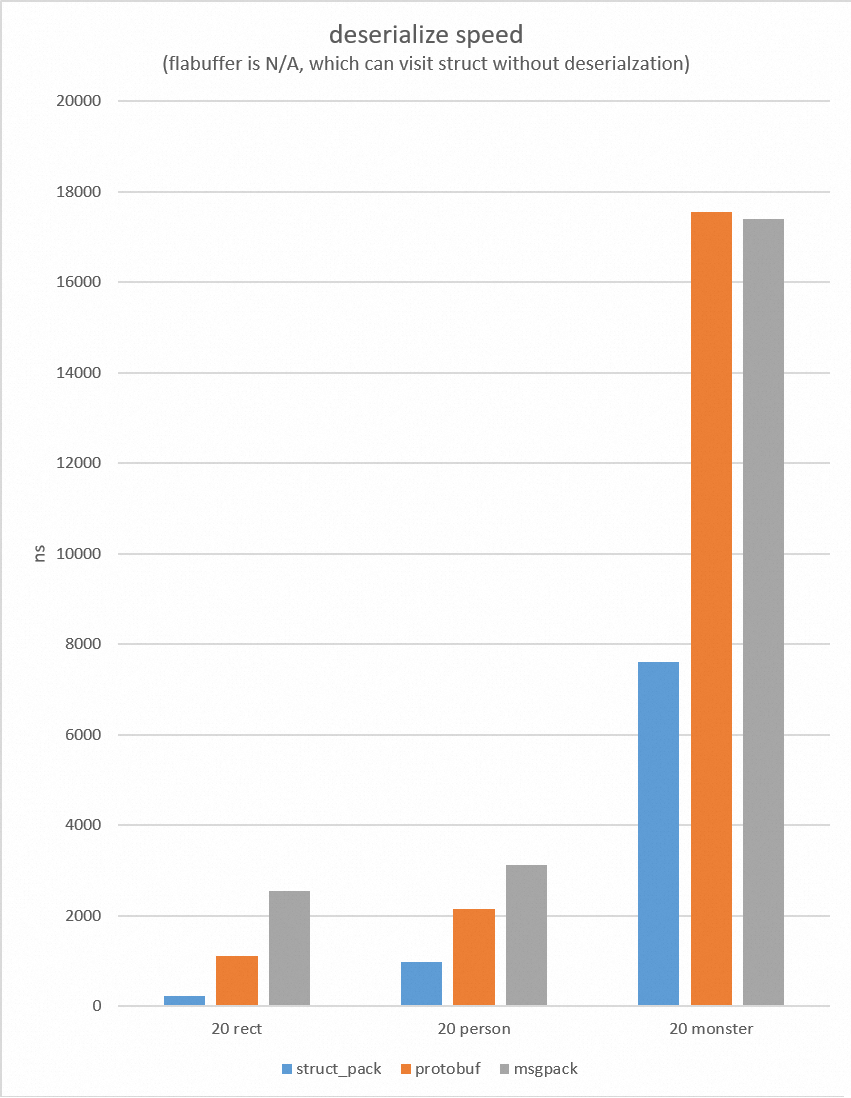 deserialize speed
(flabuffer is N/A, which can visit struct without deserialzation)
20000
18000
16000
14000
12000
ns
10000
8000
6000
4000
2000
0
20 rect
20 person
20 monster
struct_pack
protobuf
msgpack